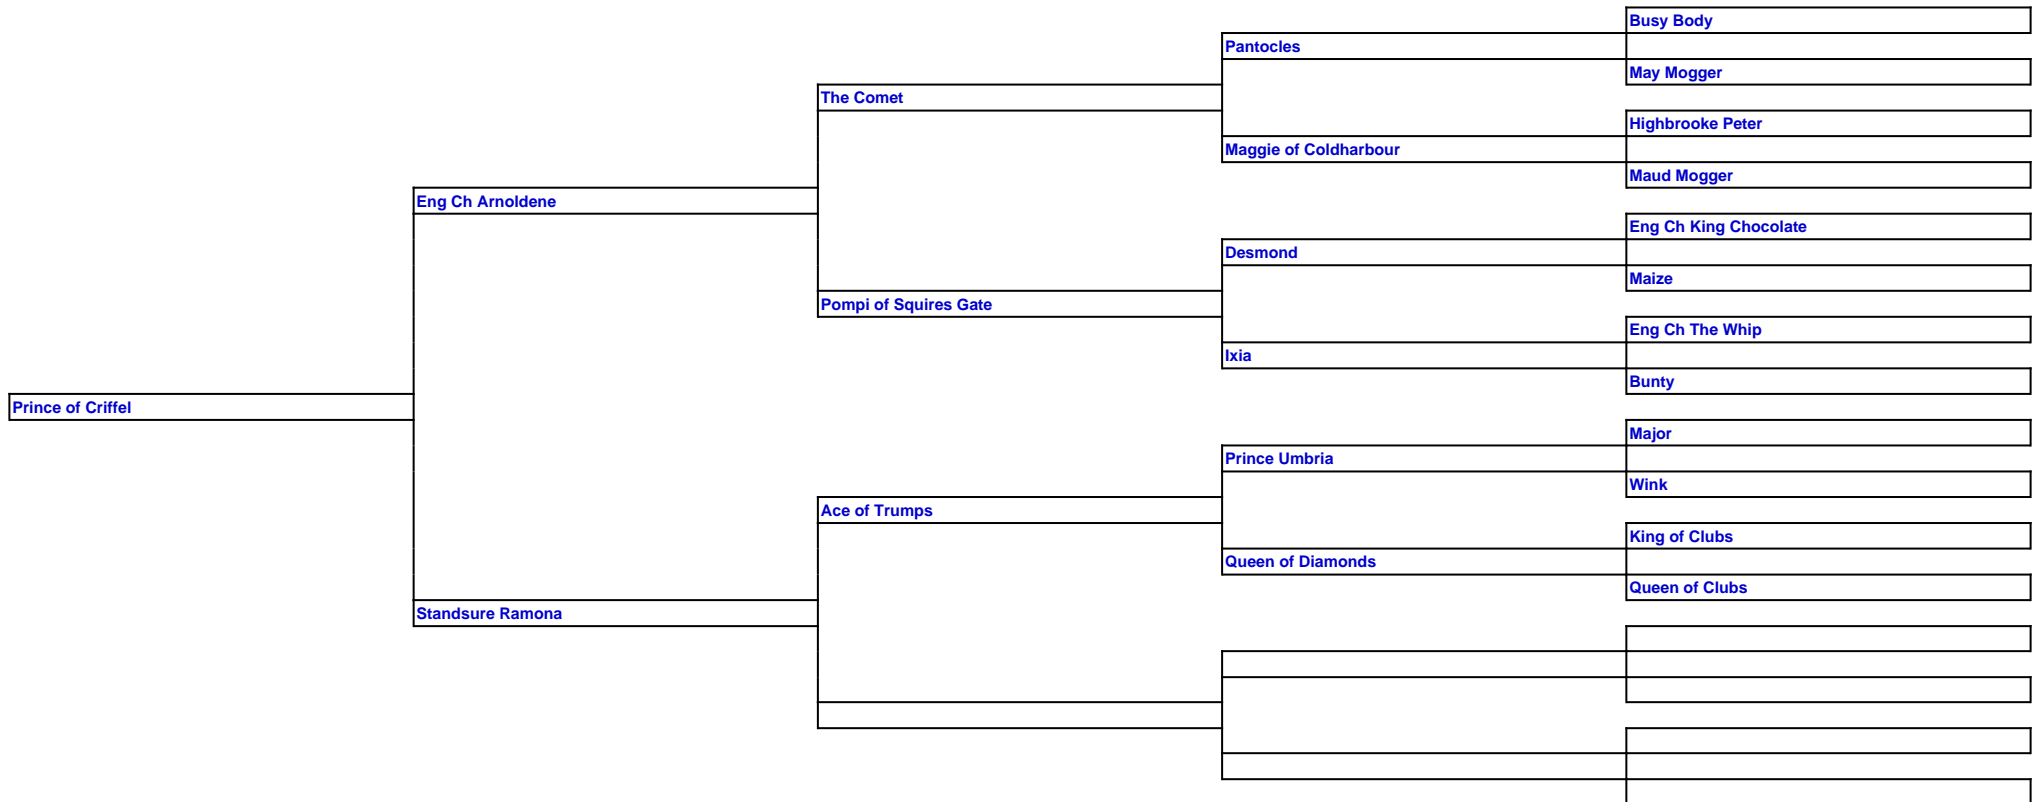 Busy Body
Pantocles
May Mogger
The Comet
Highbrooke Peter
Maggie of Coldharbour
Maud Mogger
Eng Ch Arnoldene
Eng Ch King Chocolate
Desmond
Maize
Pompi of Squires Gate
Eng Ch The Whip
Ixia
Bunty
Prince of Criffel
Major
Prince Umbria
Wink
Ace of Trumps
King of Clubs
Queen of Diamonds
Queen of Clubs
Standsure Ramona